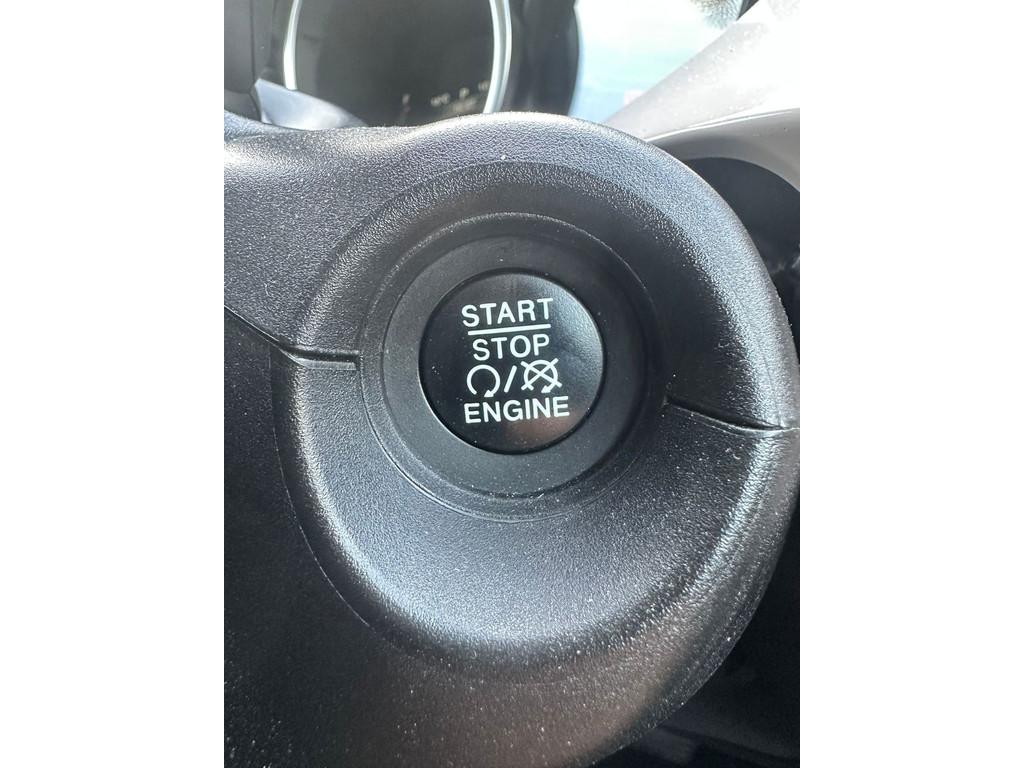 START
STOP
/
ENGINE